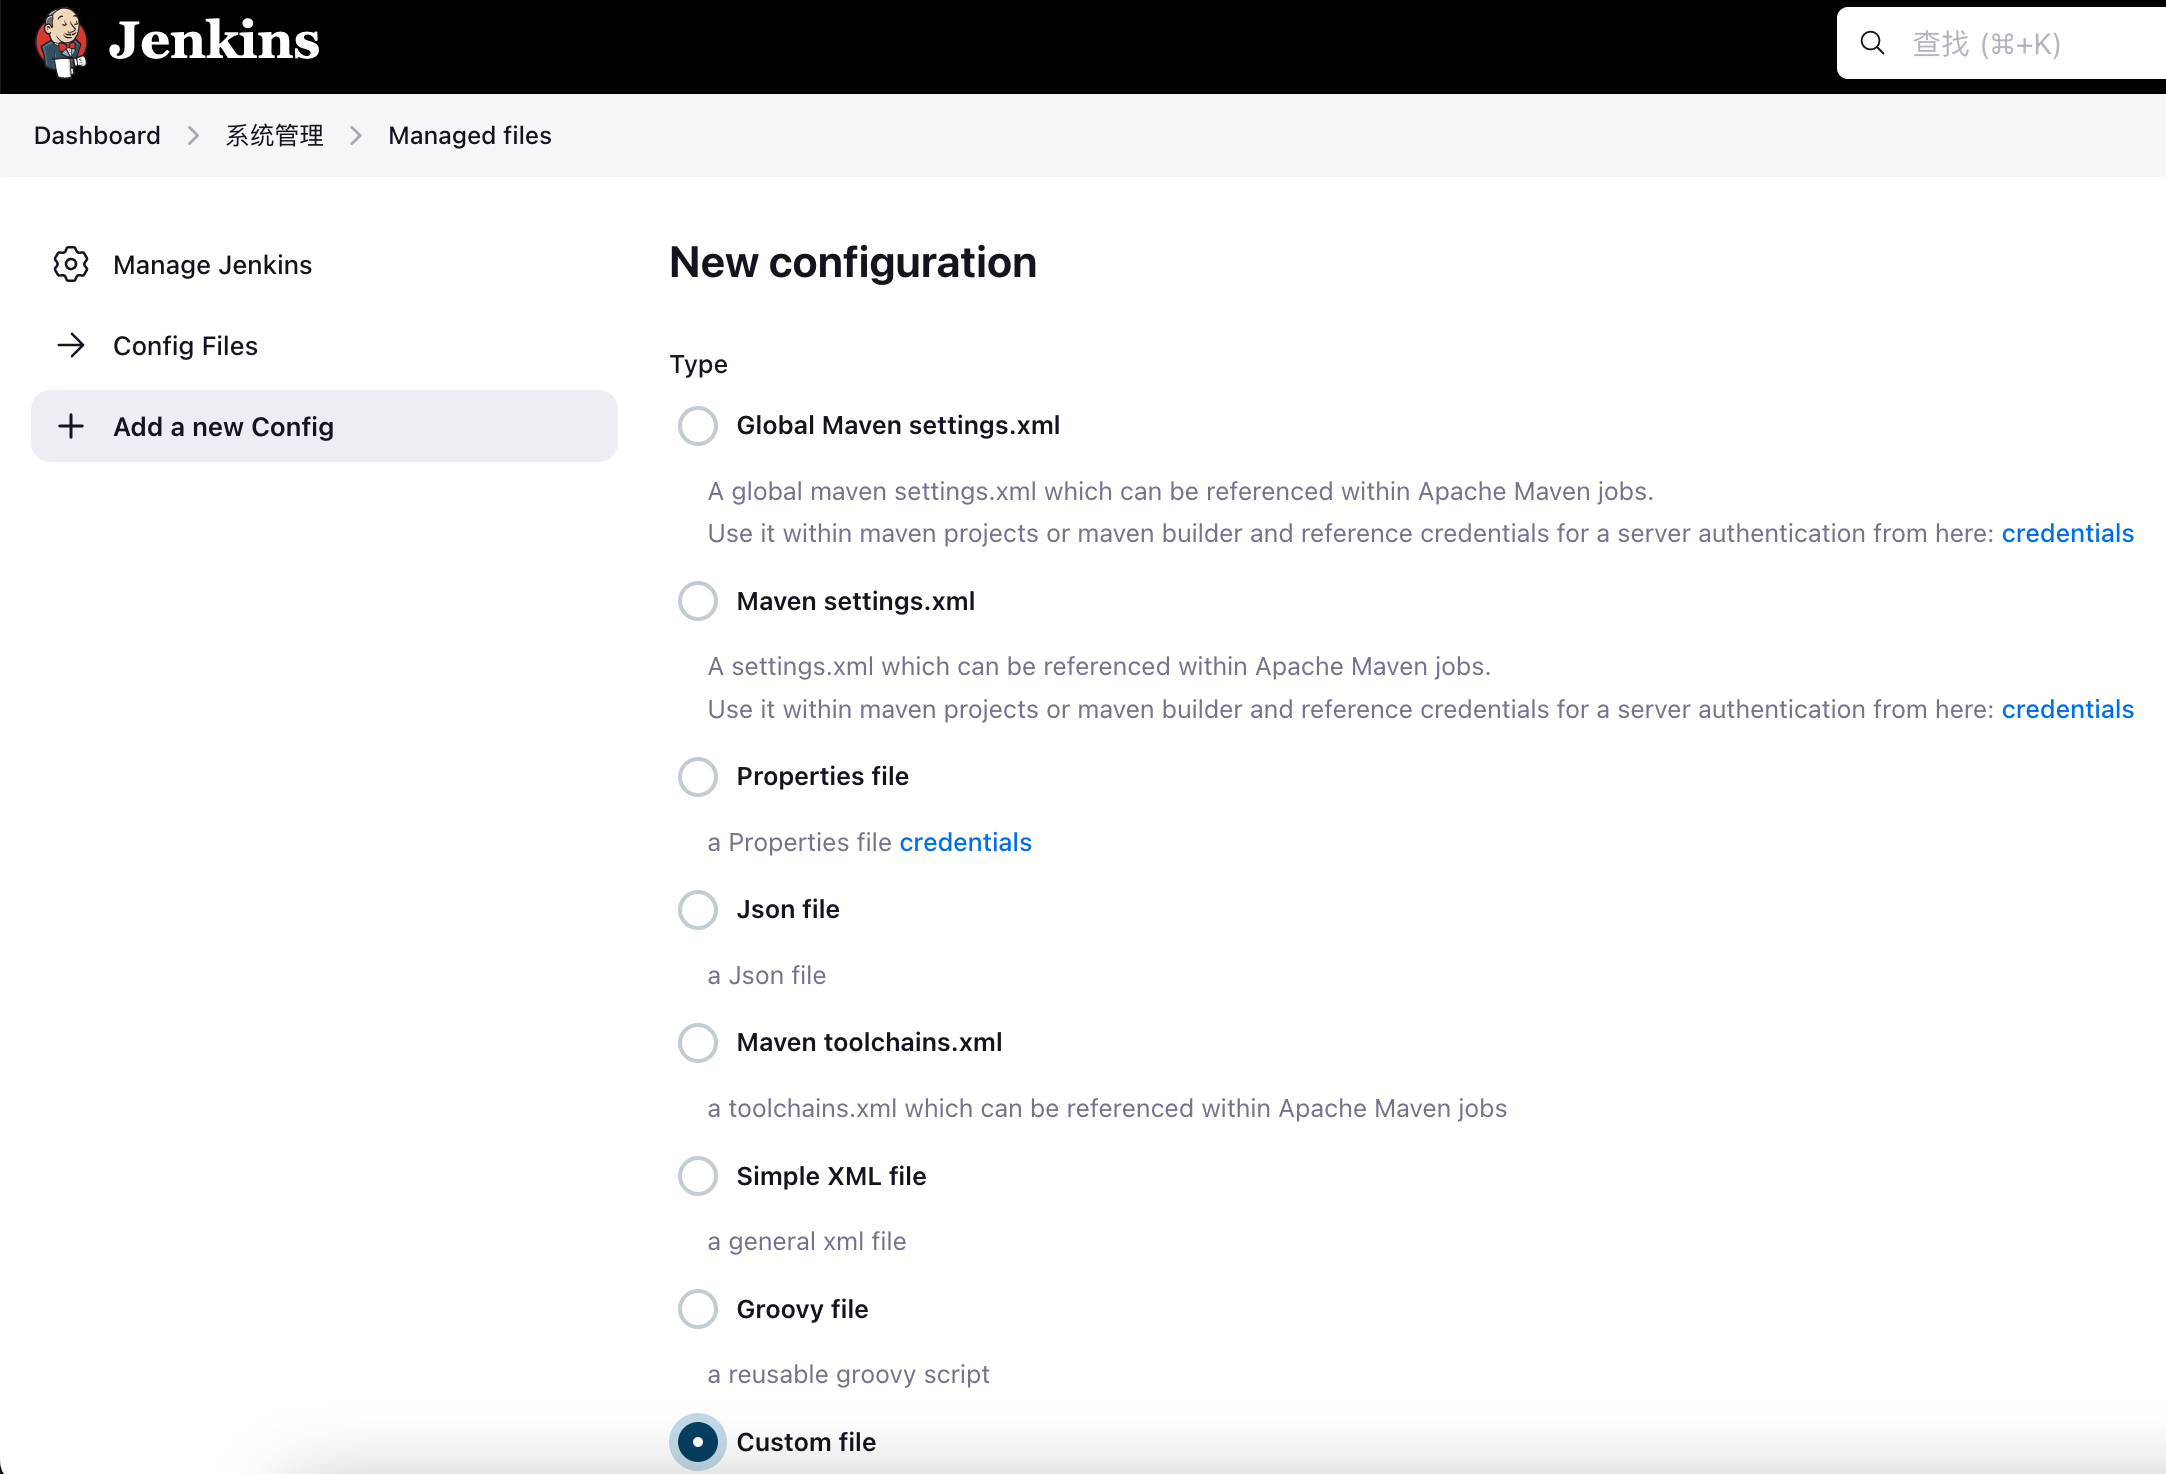 Jenkins
查找 (⌘+K)
Dashboard
系统管理
Managed files
Manage Jenkins
Config Files
Add a new Config
New configuration
Type
Global Maven settings.xml
A global maven settings.xml which can be referenced within Apache Maven jobs.
Use it within maven projects or maven builder and reference credentials for a server authentication from here: credentials
Maven settings.xml
A settings.xml which can be referenced within Apache Maven jobs.
Use it within maven projects or maven builder and reference credentials for a server authentication from here: credentials
Properties file
a Properties file credentials
Json file
a Json file
Maven toolchains.xml
a toolchains.xml which can be referenced within Apache Maven jobs
Simple XML file
a general xml file
Groovy file
a reusable groovy script
Custom file